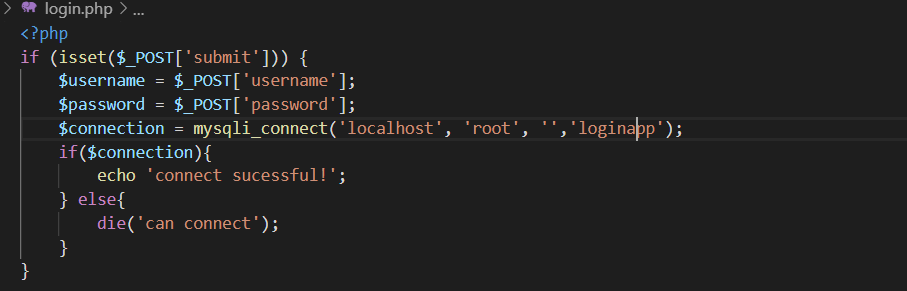 > login.php > ...
<?php
if (isset($_POST['submit'])) {
    $username = $_POST['username'];
    $password = $_POST['password'];
    $connection = mysqli_connect('localhost', 'root', '','loginapp');
    if($connection){
        echo 'connect sucessful!';
    } else{
        die('can connect');
    }
}